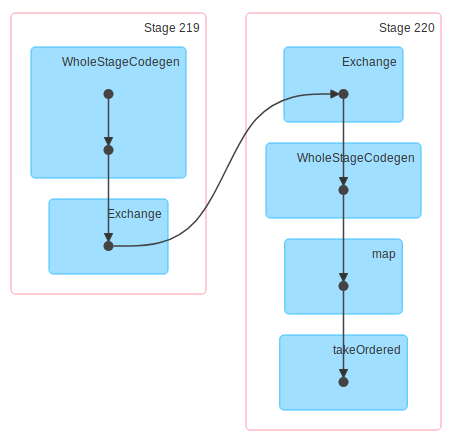 Stage 219
WholeStageCodegen
Exchange
Stage 220
Exchange
WholeStageCodegen
map
takeOrdered